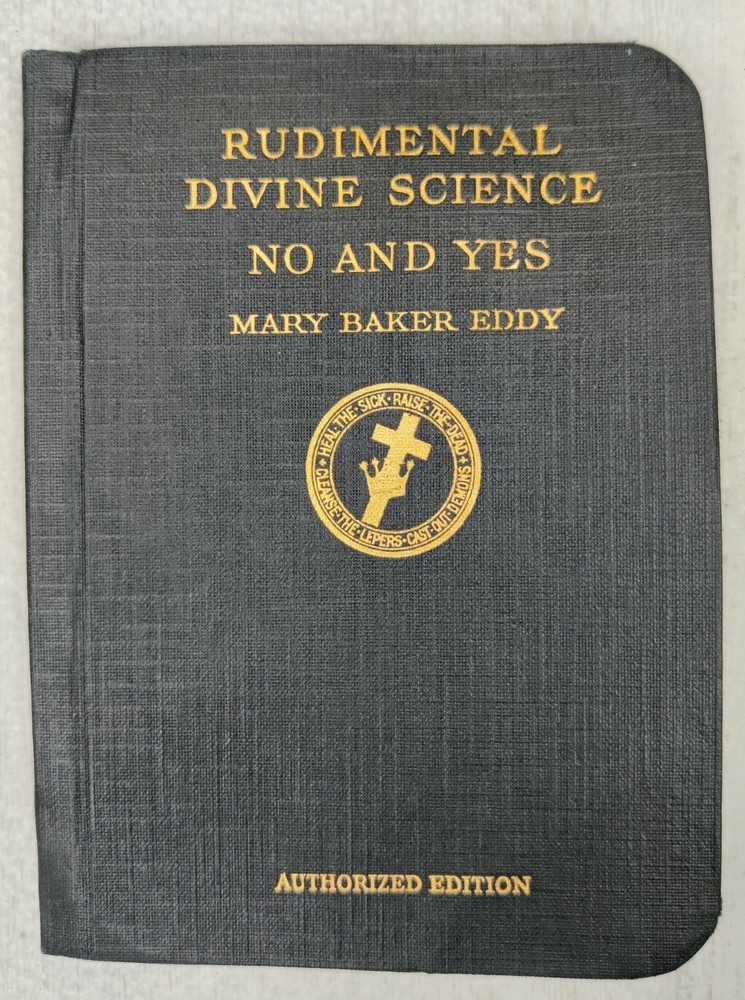 RUDIMENTAL
DIVINE SCIENCE
NO AND YES
MARY BAKER EDDY
HEAL·THE·SICK·RAISE·THE·DEAD
CLEANSE·THE·LEPERS·CAST·OUT·DEMONS
AUTHORIZED EDITION